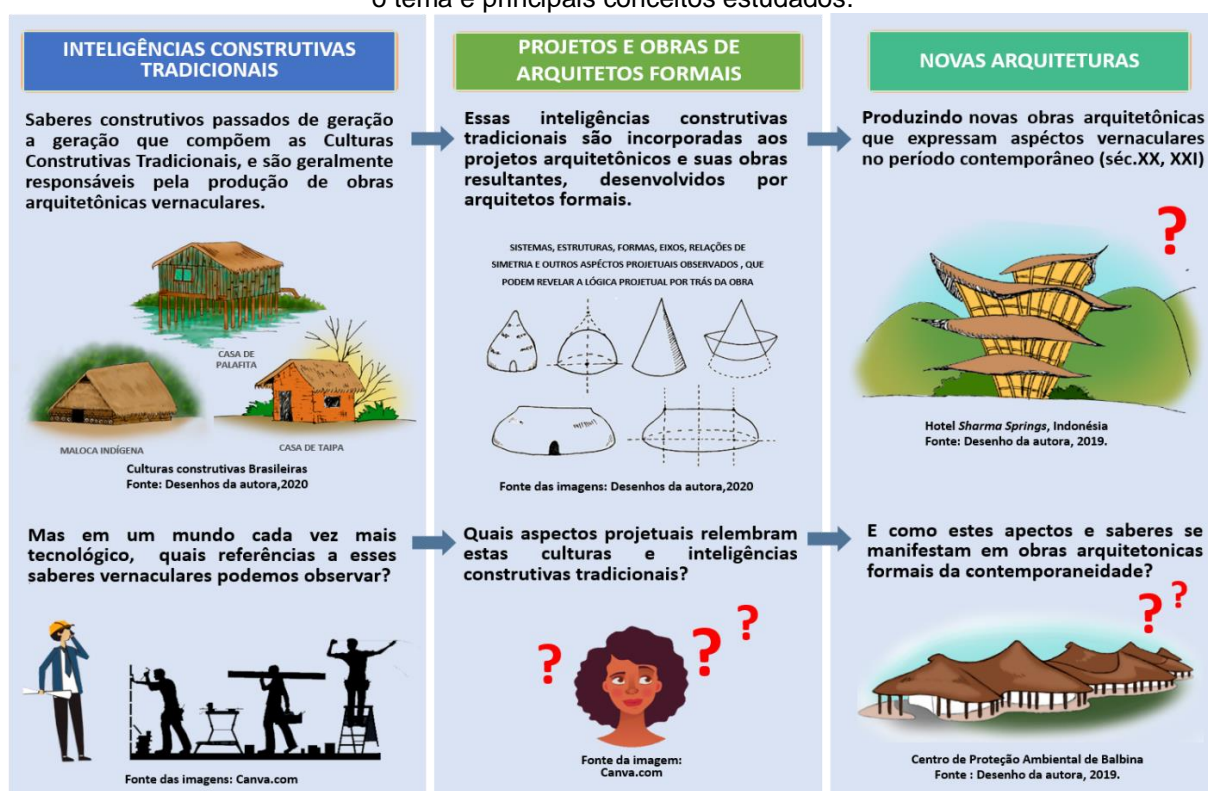 o tema e principais conceitos estudados.
INTELIGÊNCIAS CONSTRUTIVAS
TRADICIONAIS
Saberes construtivos passados de geração
a geração que compõem as Culturas
Construtivas Tradicionais, e são geralmente
responsáveis pela produção de obras
arquitetônicas vernaculares.
CASA DE
PALAFITA
MALOCA INDÍGENA
CASA DE TAIPA
Culturas construtivas Brasileiras
Fonte: Desenhos da autora,2020
Mas em um mundo cada vez mais
tecnológico, quais referências a esses
saberes vernaculares podemos observar?
Fonte das imagens: Canva.com
PROJETOS E OBRAS DE
ARQUITETOS FORMAIS
Essas inteligências construtivas
tradicionais são incorporadas aos
projetos arquitetônicos e suas obras
resultantes, desenvolvidos por
arquitetos formais.
SISTEMAS, ESTRUTURAS, FORMAS, EIXOS, RELAÇÕES DE
SIMETRIA E OUTROS ASPÉCTOS PROJETUAIS OBSERVADOS , QUE
PODEM REVELAR A LÓGICA PROJETUAL POR TRÁS DA OBRA
Fonte das imagens: Desenhos da autora,2020
Quais aspectos projetuais relembram
estas culturas e inteligências
construtivas tradicionais?
? ? ?
Fonte da imagem:
Canva.com
NOVAS ARQUITETURAS
Produzindo novas obras arquitetônicas
que expressam aspéctos vernaculares
no período contemporâneo (séc.XX, XXI)
?
Hotel Sharma Springs, Indonésia
Fonte: Desenho da autora, 2019.
E como estes apectos e saberes se
manifestam em obras arquitetonicas
formais da contemporaneidade?
? ?
Centro de Proteção Ambiental de Balbina
Fonte : Desenho da autora, 2019.